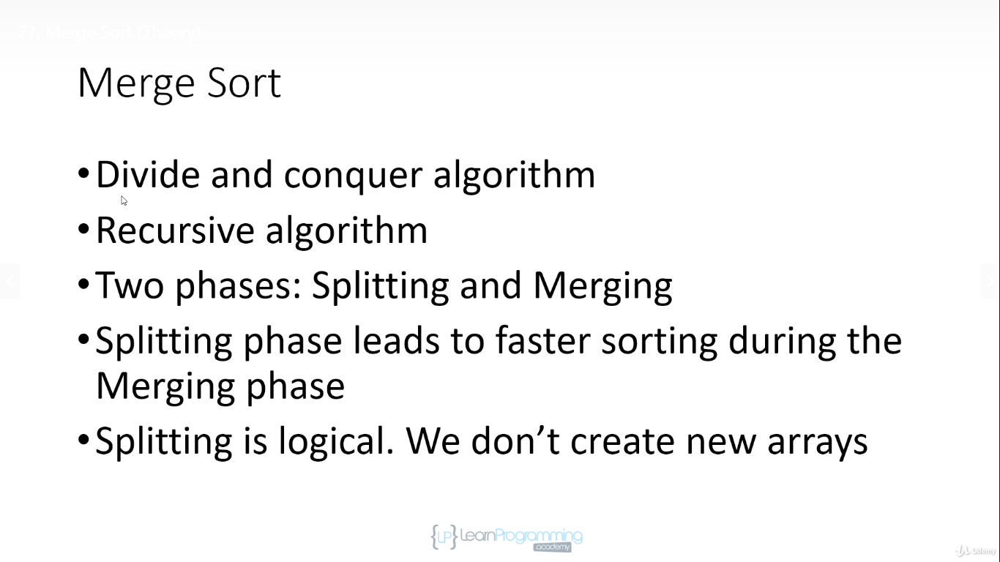 27. Merge Sort (Theory)
Merge Sort
•Divide and conquer algorithm
•Recursive algorithm
•Two phases: Splitting and Merging
•Splitting phase leads to faster sorting during the
Merging phase
•Splitting is logical. We don’t create new arrays
{LP} LearnProgramming
.academy
Udemy